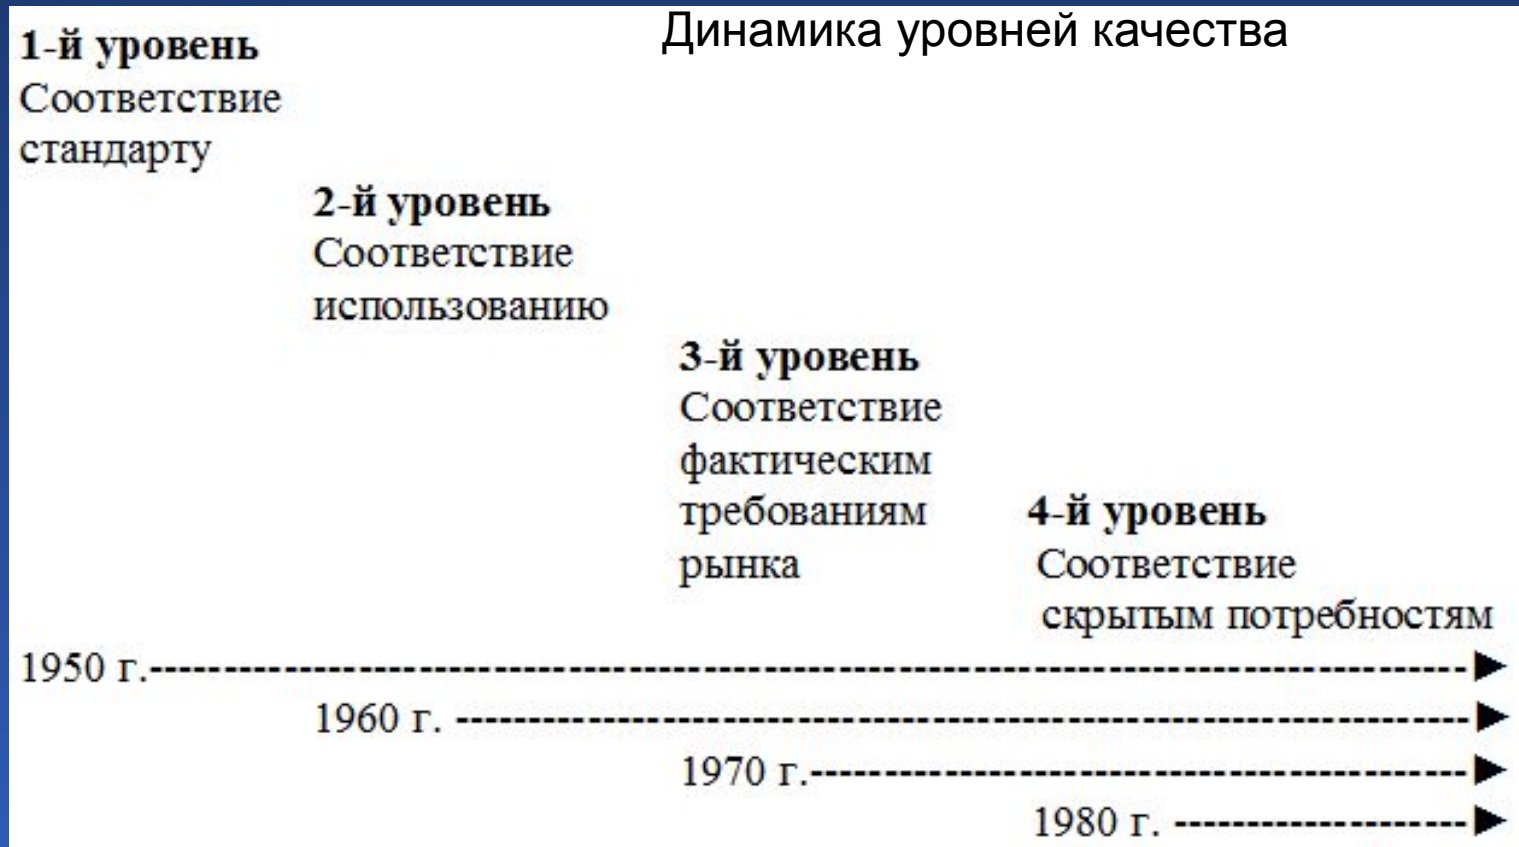 Динамика уровней качества
1-й уровень
Соответствие
стандарту
2-й уровень
Соответствие
использованию
3-й уровень
Соответствие
фактическим
требованиям
рынка
4-й уровень
Соответствие
скрытым потребностям
1950 г.
1960 г.
1970 г.
1980 г.